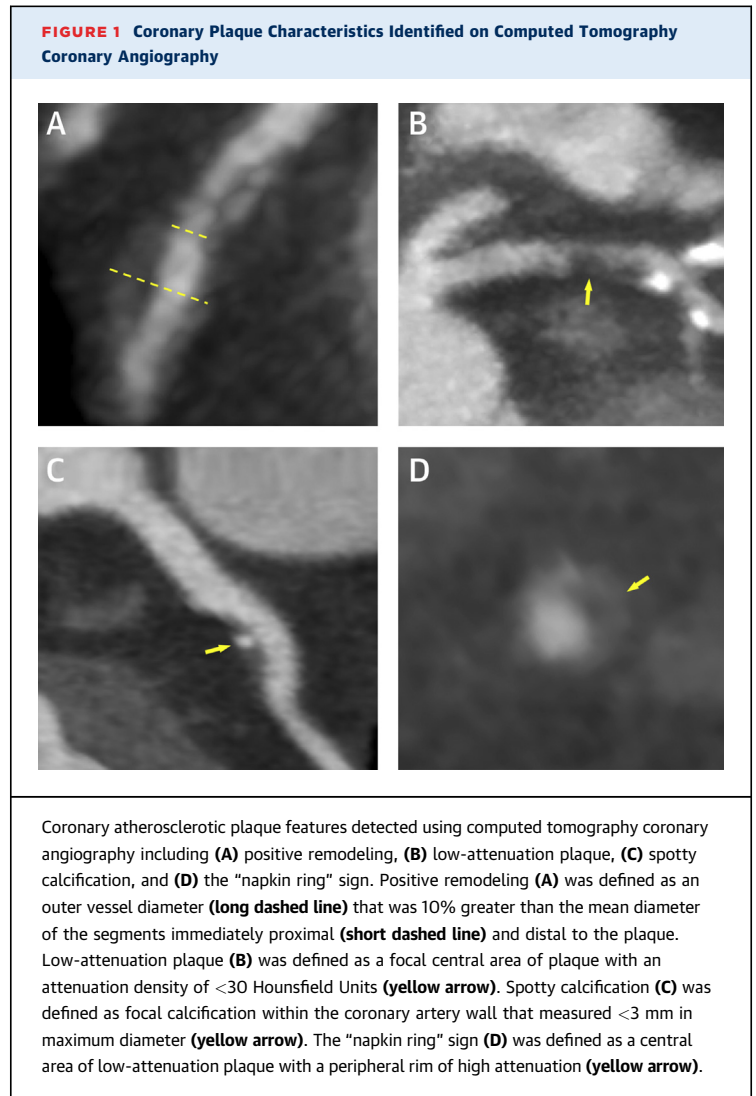 FIGURE 1 Coronary Plaque Characteristics Identified on Computed Tomography
Coronary Angiography
A
B
C
D
Coronary atherosclerotic plaque features detected using computed tomography coronary
angiography including (A) positive remodeling, (B) low-attenuation plaque, (C) spotty
calcification, and (D) the “napkin ring” sign. Positive remodeling (A) was defined as an
outer vessel diameter (long dashed line) that was 10% greater than the mean diameter
of the segments immediately proximal (short dashed line) and distal to the plaque.
Low-attenuation plaque (B) was defined as a focal central area of plaque with an
attenuation density of <30 Hounsfield Units (yellow arrow). Spotty calcification (C) was
defined as focal calcification within the coronary artery wall that measured <3 mm in
maximum diameter (yellow arrow). The “napkin ring” sign (D) was defined as a central
area of low-attenuation plaque with a peripheral rim of high attenuation (yellow arrow).